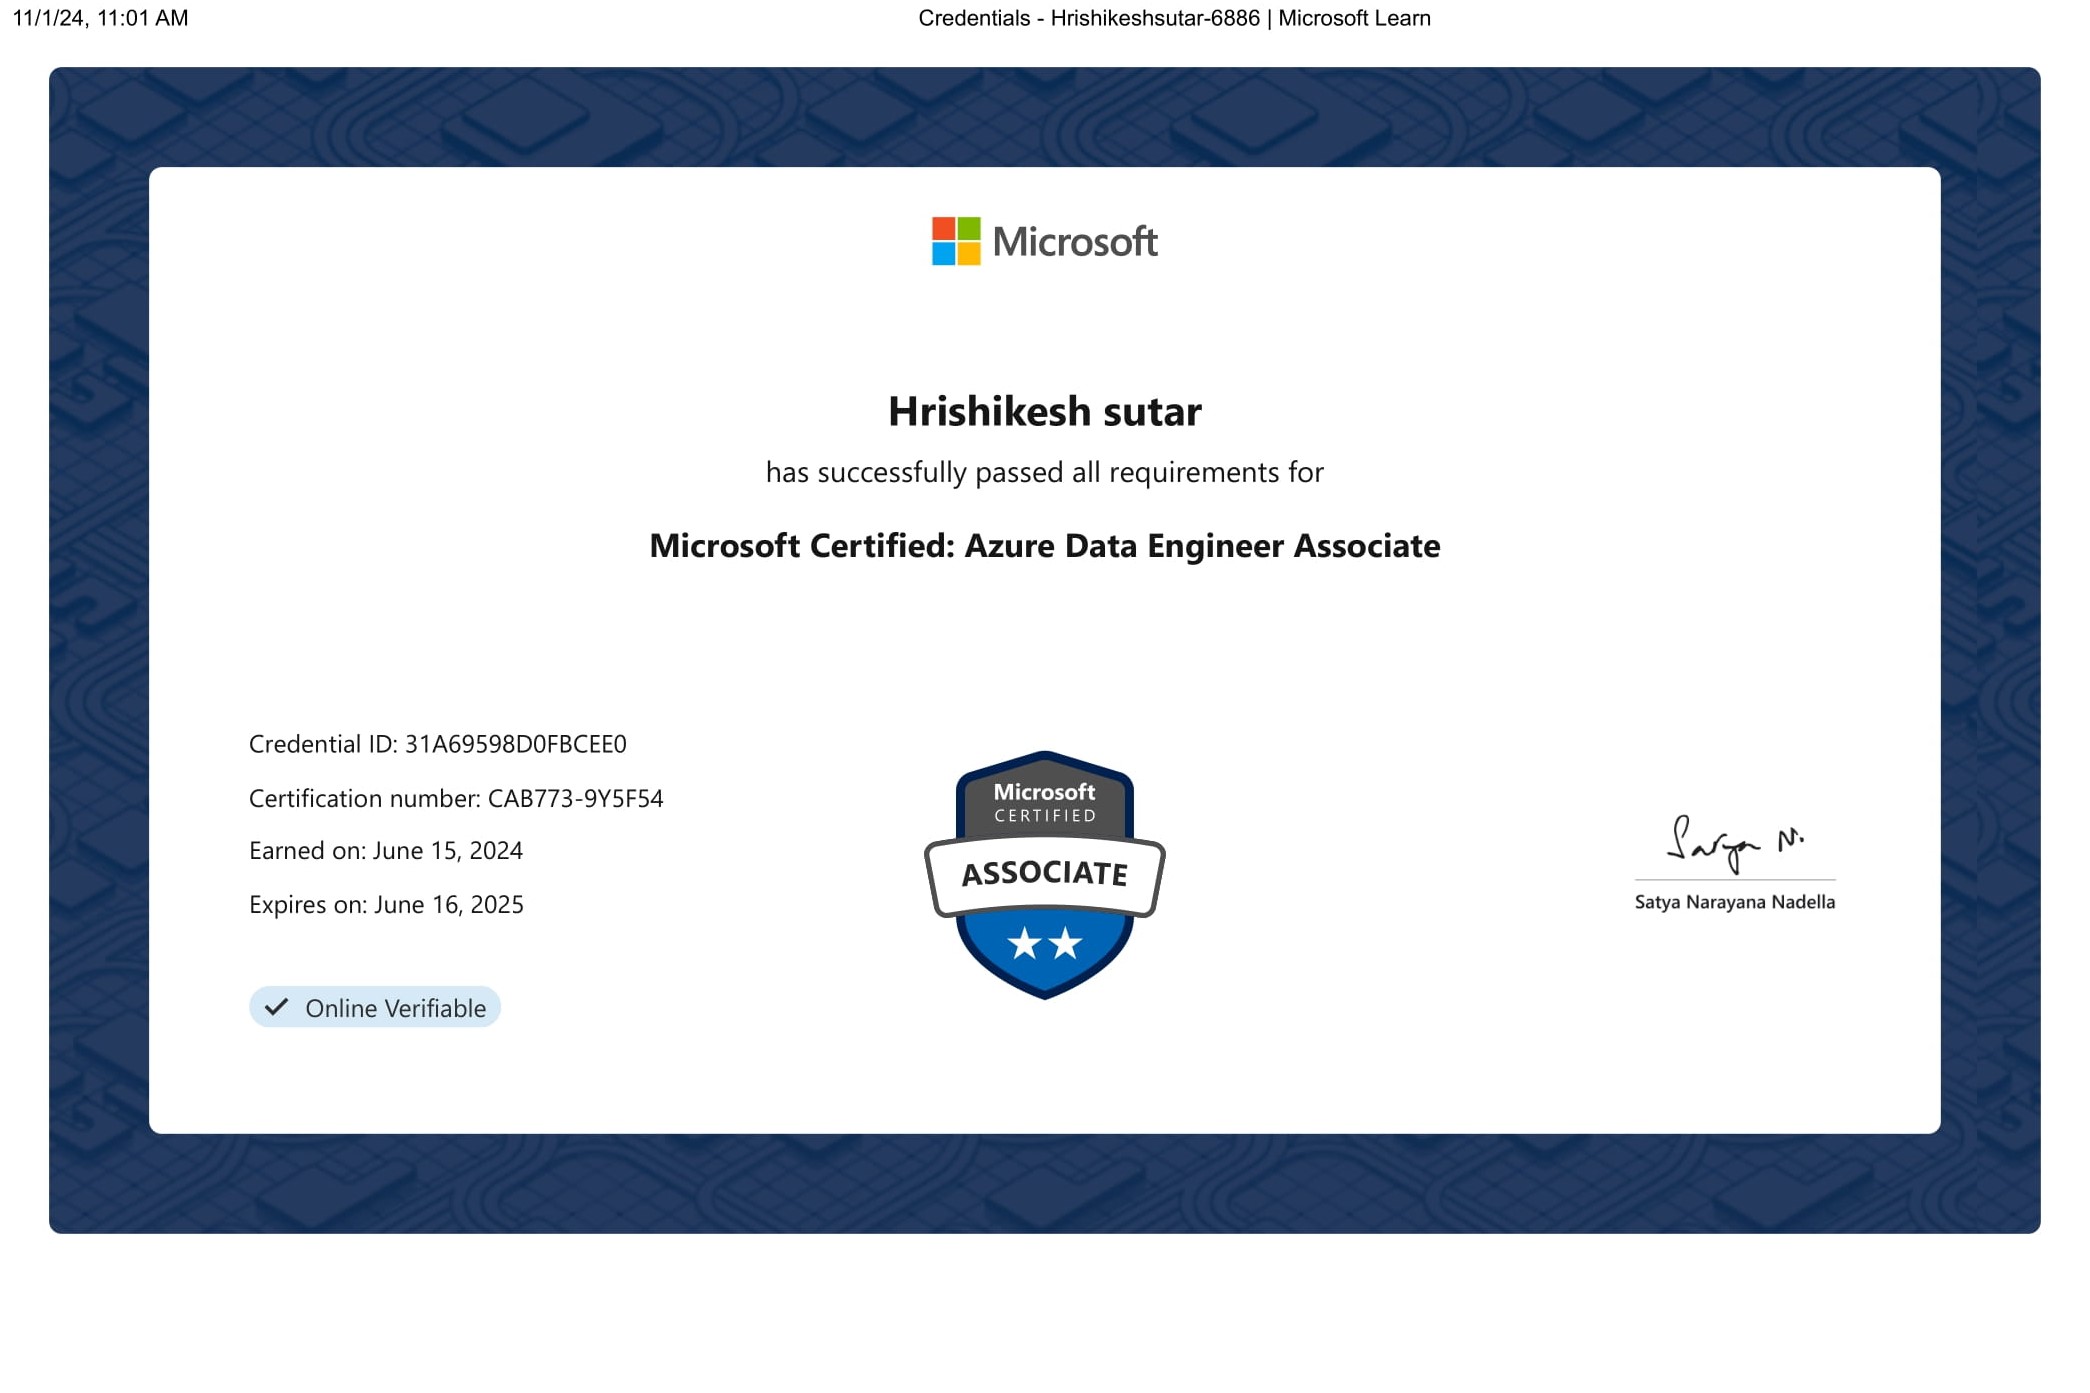 11/1/24, 11:01 AM
Credentials - Hrishikeshsutar-6886 | Microsoft Learn
Microsoft
Hrishikesh sutar
has successfully passed all requirements for
Microsoft Certified: Azure Data Engineer Associate
Credential ID: 31A69598D0FBCEE0
Certification number: CAB773-9Y5F54
Earned on: June 15, 2024
Expires on: June 16, 2025
Online Verifiable
Microsoft
CERTIFIED
ASSOCIATE
Satya N.
Satya Narayana Nadella